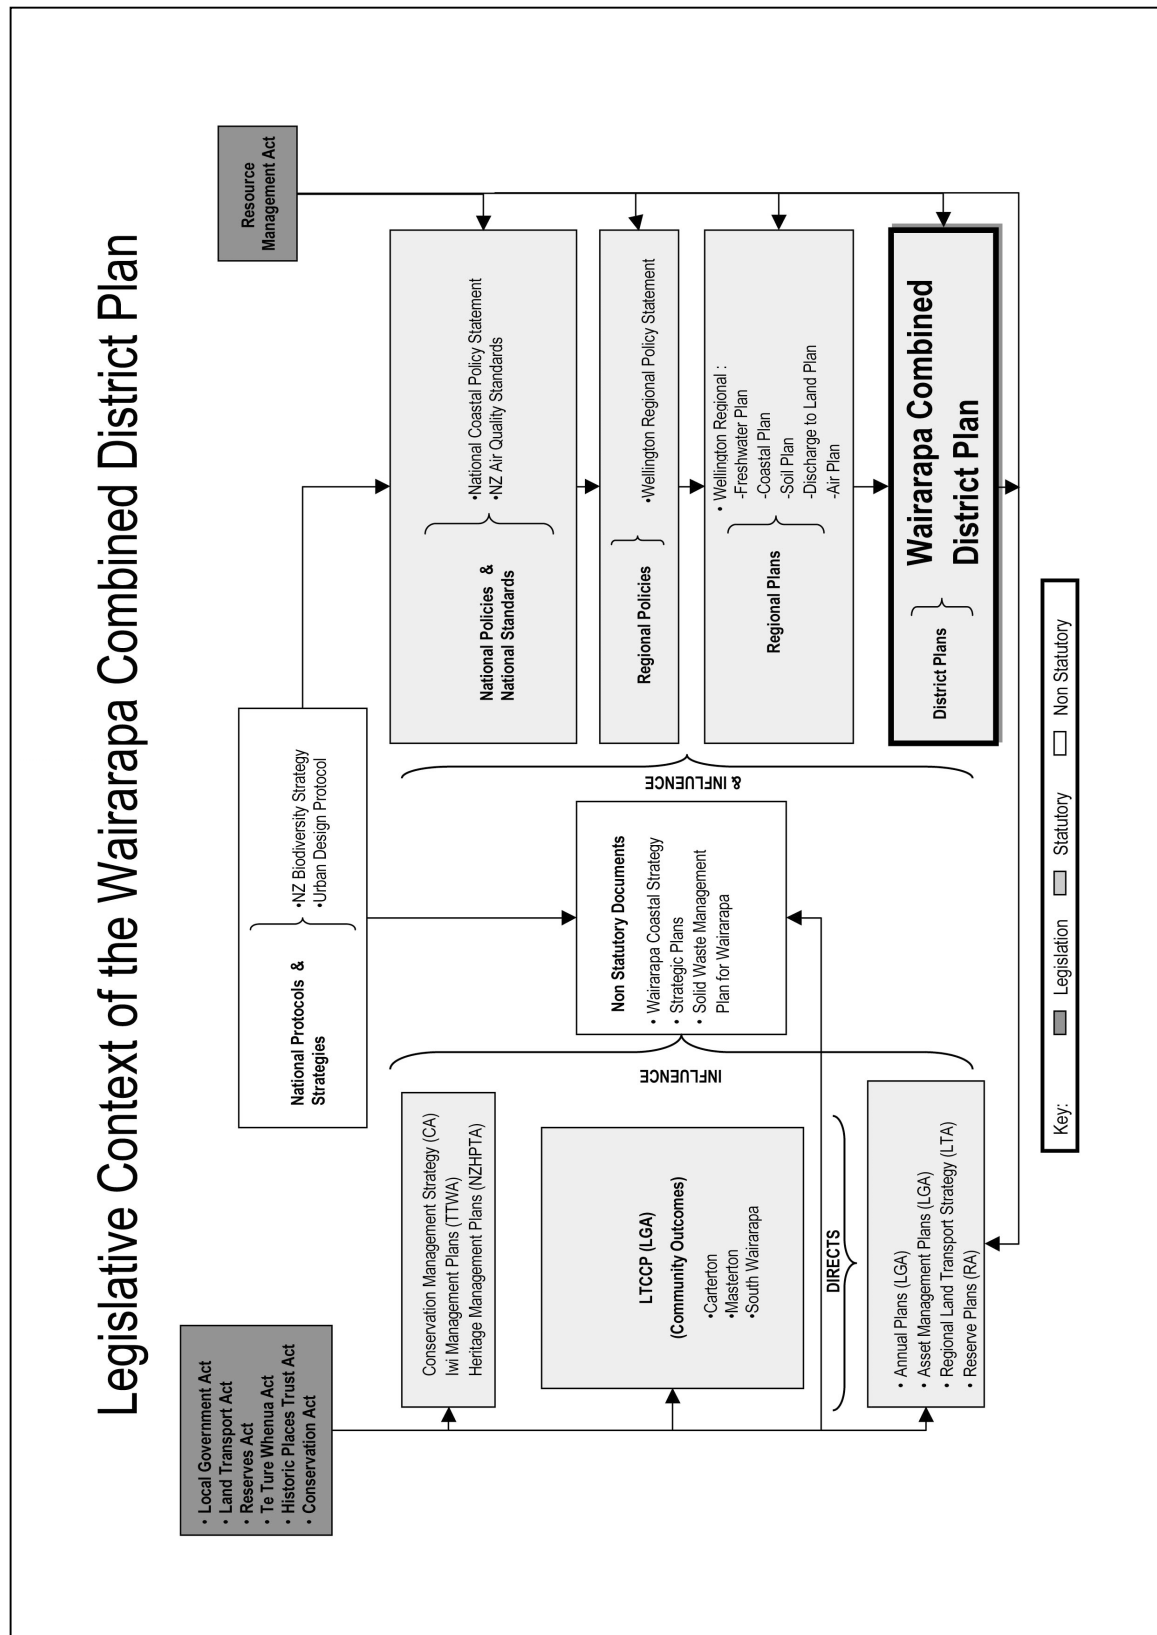 Legislative Context of the Wairarapa Combined District Plan
• Local Government Act
• Land Transport Act
• Reserves Act
• Te Ture Whenua Act
• Historic Places Trust Act
• Conservation Act
Resource
Management Act
National Protocols &
Strategies
•NZ Biodiversity Strategy
•Urban Design Protocol
Conservation Management Strategy (CA)
Iwi Management Plans (TTWA)
Heritage Management Plans (NZHPTA)
LTCCP (LGA)
(Community Outcomes)
•Carterton
•Masterton
•South Wairarapa
DIRECTS
• Annual Plans (LGA)
• Asset Management Plans (LGA)
• Regional Land Transport Strategy (LTA)
• Reserve Plans (RA)
INFLUENCE
Non Statutory Documents
• Wairarapa Coastal Strategy
• Strategic Plans
• Solid Waste Management
Plan for Wairarapa
& INFLUENCE
National Policies &
National Standards
•National Coastal Policy Statement
•NZ Air Quality Standards
Regional Policies
•Wellington Regional Policy Statement
Regional Plans
• Wellington Regional :
-Freshwater Plan
-Coastal Plan
-Soil Plan
-Discharge to Land Plan
-Air Plan
District Plans
Wairarapa Combined
District Plan
Key: Legislation Statutory Non Statutory